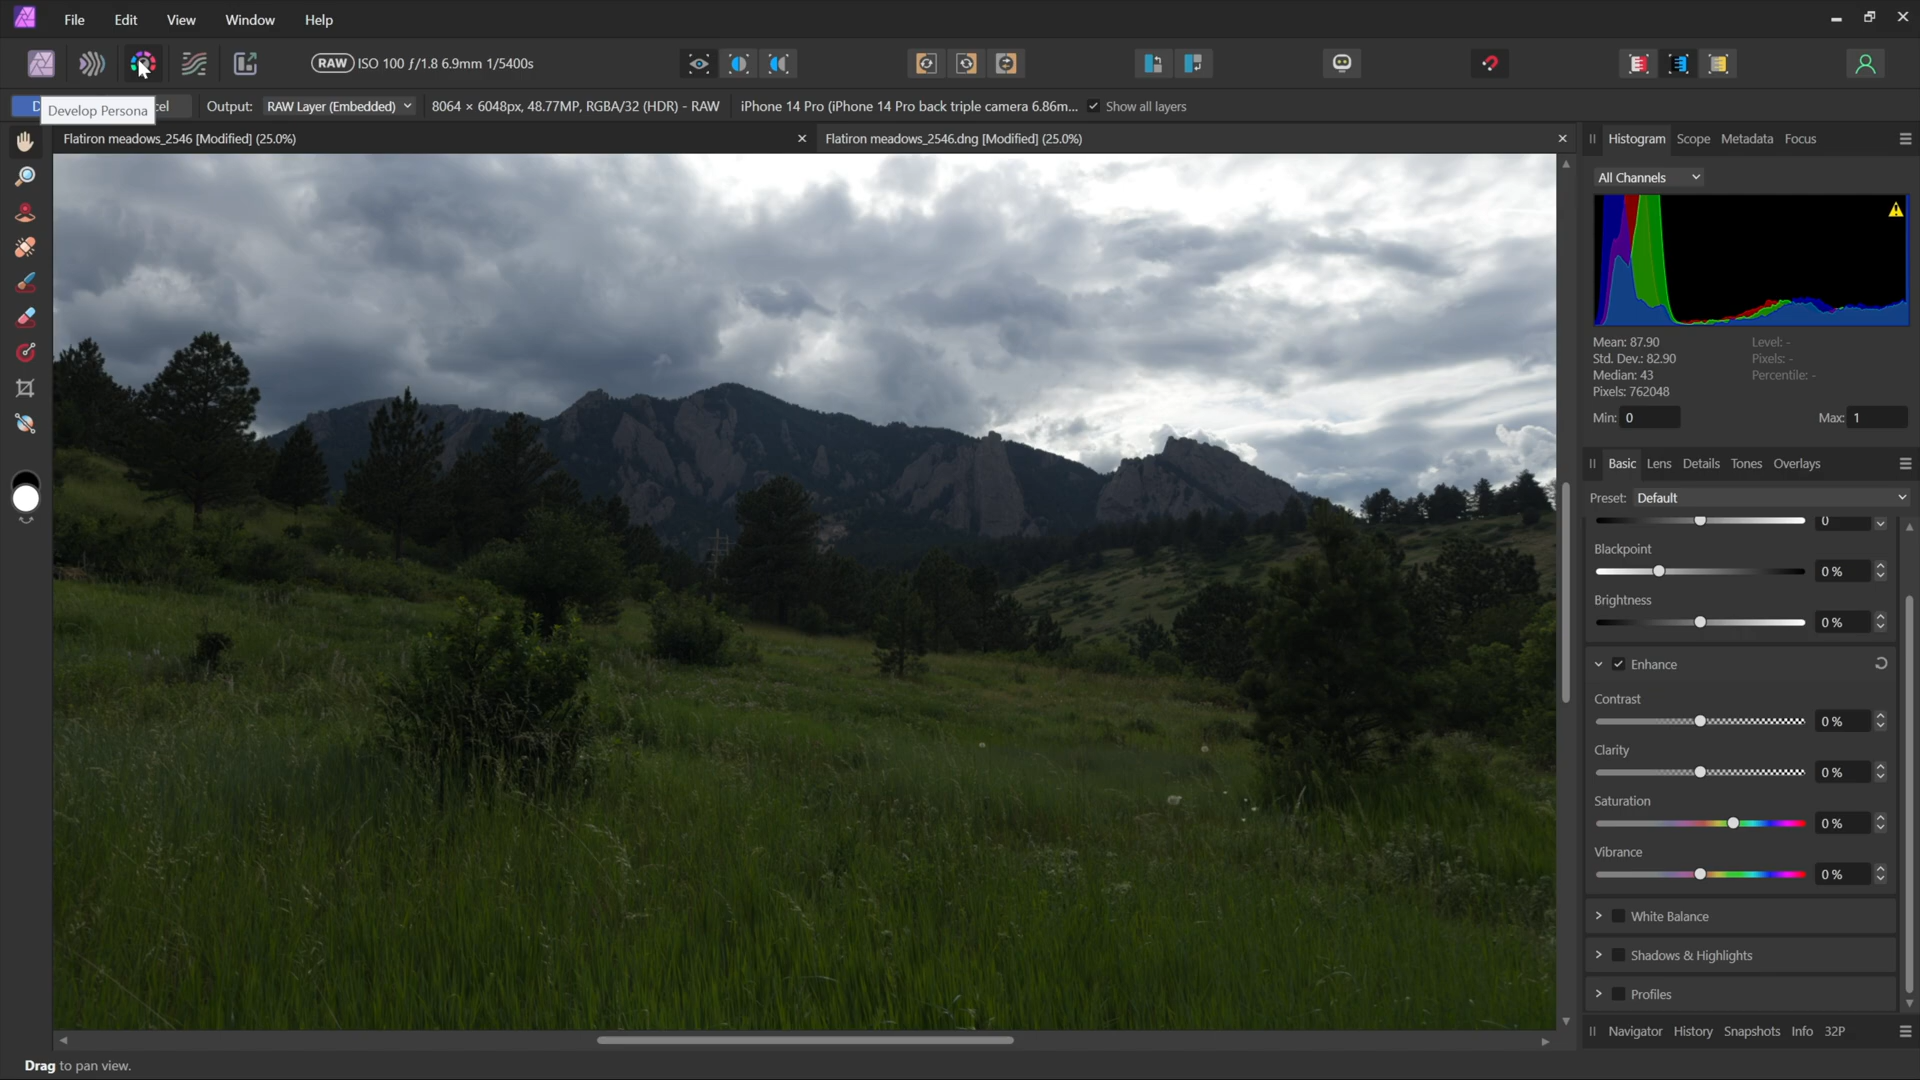 File Edit View Window Help
RAW ISO 100 ƒ/1.8 6.9mm 1/5400s
Develop Persona
Output: RAW Layer (Embedded) 8064 × 6048px, 48.77MP, RGBA/32 (HDR) - RAW iPhone 14 Pro (iPhone 14 Pro back triple camera 6.86m... Show all layers
Flatiron meadows_2546 [Modified] (25.0%) Flatiron meadows_2546.dng [Modified] (25.0%)
Histogram Scope Metadata Focus
All Channels
Mean: 87.90 Level: -
Std. Dev.: 82.90 Pixels: -
Median: 43 Percentile: -
Pixels: 762048
Min: 0 Max: 1
Basic Lens Details Tones Overlays
Preset: Default
0
Blackpoint
0 %
Brightness
0 %
Enhance
Contrast
0 %
Clarity
0 %
Saturation
0 %
Vibrance
0 %
White Balance
Shadows & Highlights
Profiles
Navigator History Snapshots Info 32P
Drag to pan view.